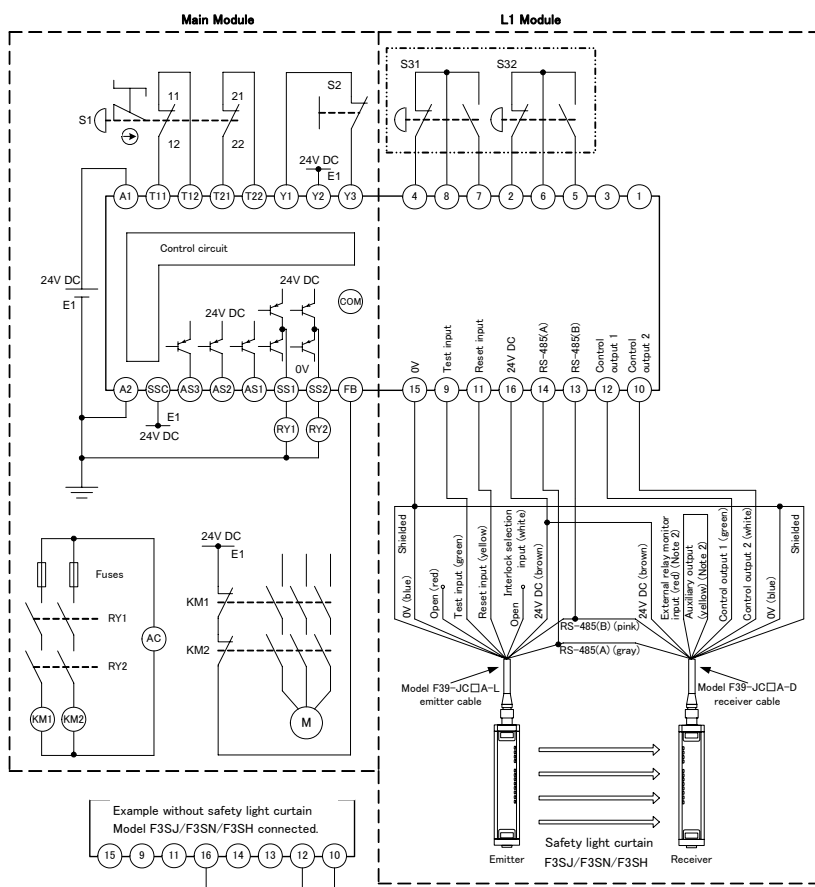 Main Module
L1 Module
S1
11
12
21
22
S2
S31
S32
24V DC
E1
A1
T11
T12
T21
T22
Y1
Y2
Y3
4
8
7
2
6
5
3
1
Control circuit
24V DC
E1
24V DC
24V DC
COM
0V
0V
Test input
Reset input
24V DC
RS-485(A)
RS-485(B)
Control output 1
Control output 2
A2
SSC
AS3
AS2
AS1
SS1
SS2
FB
15
9
11
16
14
13
12
10
E1
24V DC
RY1
RY2
Fuses
RY1
RY2
AC
KM1
KM2
24V DC
E1
KM1
KM2
M
0V (blue)
Shielded
Open (red)
Test input (green)
Reset input (yellow)
Open
Interlock selection
input (white)
24V DC (brown)
RS-485(B) (pink)
RS-485(A) (gray)
24V DC (brown)
External relay monitor
input (red) (Note 2)
Auxiliary output
(yellow) (Note 2)
Control output 1 (green)
Control output 2 (white)
0V (blue)
Shielded
Model F39-JC□A-L
emitter cable
Model F39-JC□A-D
receiver cable
Emitter
Safety light curtain
F3SJ/F3SN/F3SH
Receiver
Example without safety light curtain
Model F3SJ/F3SN/F3SH connected.
15
9
11
16
14
13
12
10